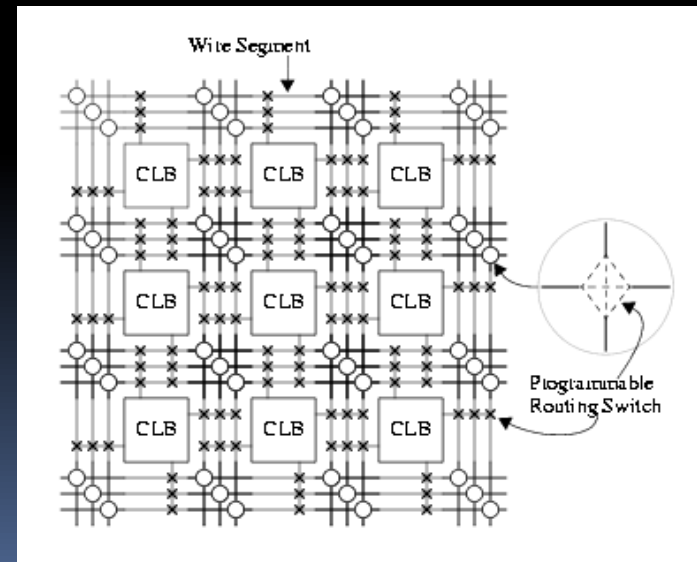 Wire Segment
CLB CLB CLB
CLB CLB CLB
Programmable
Routing Switch
CLB CLB CLB